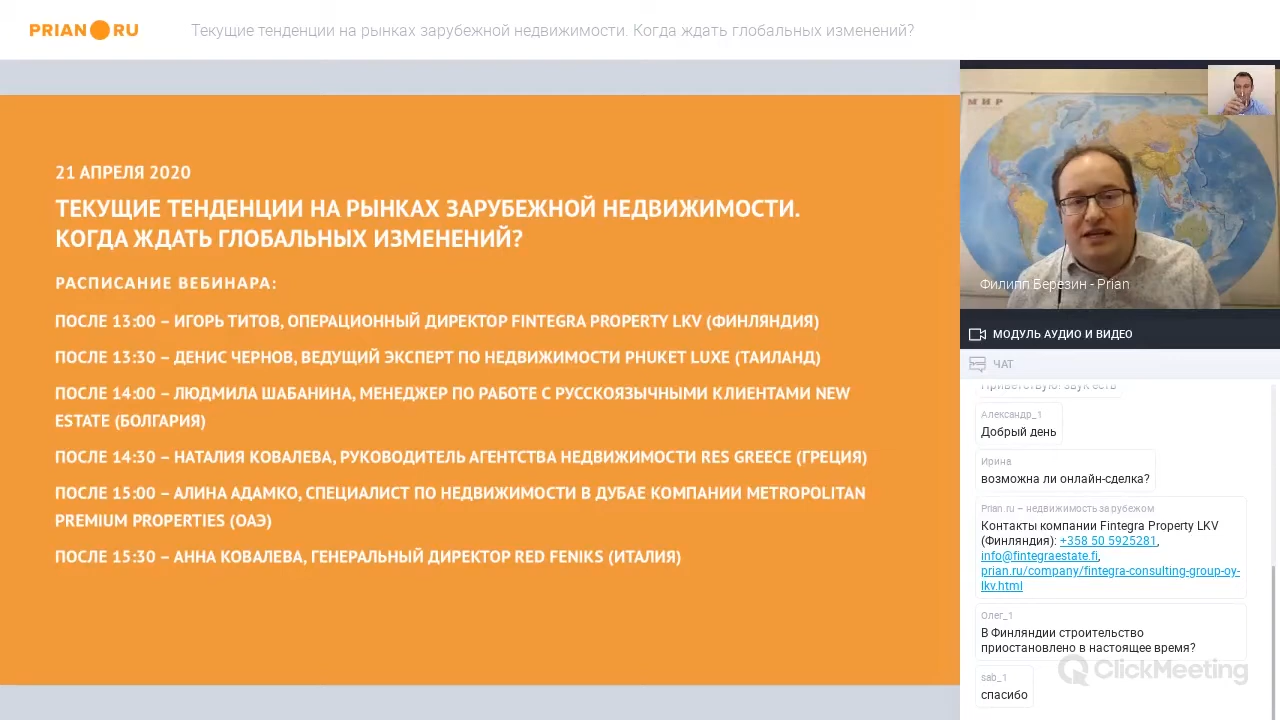 PRIAN RU
Текущие тенденции на рынках зарубежной недвижимости. Когда ждать глобальных изменений?
21 АПРЕЛЯ 2020
ТЕКУЩИЕ ТЕНДЕНЦИИ НА РЫНКАХ ЗАРУБЕЖНОЙ НЕДВИЖИМОСТИ.
КОГДА ЖДАТЬ ГЛОБАЛЬНЫХ ИЗМЕНЕНИЙ?
РАСПИСАНИЕ ВЕБИНАРА:
ПОСЛЕ 13:00 – ИГОРЬ ТИТОВ, ОПЕРАЦИОННЫЙ ДИРЕКТОР FINTEGRA PROPERTY LKV (ФИНЛЯНДИЯ)
ПОСЛЕ 13:30 – ДЕНИС ЧЕРНОВ, ВЕДУЩИЙ ЭКСПЕРТ ПО НЕДВИЖИМОСТИ PHUKET LUXE (ТАИЛАНД)
ПОСЛЕ 14:00 – ЛЮДМИЛА ШАБАНИНА, МЕНЕДЖЕР ПО РАБОТЕ С РУССКОЯЗЫЧНЫМИ КЛИЕНТАМИ NEW
ESTATE (БОЛГАРИЯ)
ПОСЛЕ 14:30 – НАТАЛИЯ КОВАЛЕВА, РУКОВОДИТЕЛЬ АГЕНТСТВА НЕДВИЖИМОСТИ RES GREECE (ГРЕЦИЯ)
ПОСЛЕ 15:00 – АЛИНА АДАМКО, СПЕЦИАЛИСТ ПО НЕДВИЖИМОСТИ В ДУБАЕ КОМПАНИИ METROPOLITAN
PREMIUM PROPERTIES (ОАЭ)
ПОСЛЕ 15:30 – АННА КОВАЛЕВА, ГЕНЕРАЛЬНЫЙ ДИРЕКТОР RED FENIKS (ИТАЛИЯ)
МИР
Филипп Березин - Prian
МОДУЛЬ АУДИО И ВИДЕО
ЧАТ
Приветствую! звук есть
Александр_1
Добрый день
Ирина
возможна ли онлайн-сделка?
Prian.ru – недвижимость за рубежом
Контакты компании Fintegra Property LKV
(Финляндия): +358 50 5925281,
info@fintegraestate.fi,
prian.ru/company/fintegra-consulting-group-oy-
lkv.html
Олег_1
В Финляндии строительство
приостановлено в настоящее время?
sab_1
спасибо
ClickMeeting